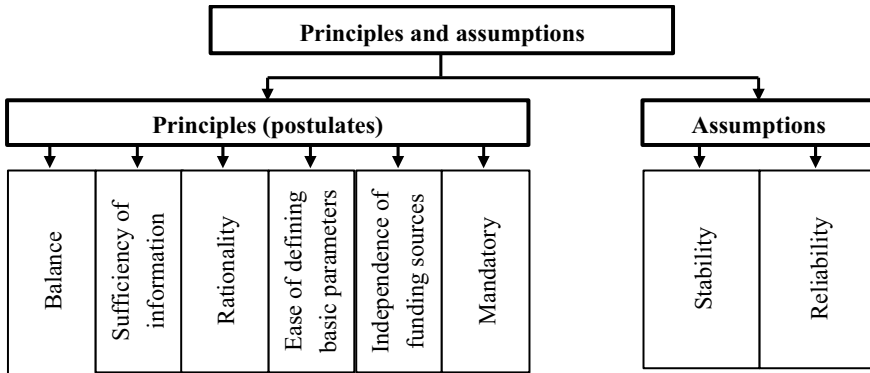 Principles and assumptions
Principles (postulates)
Assumptions
Balance
Sufficiency of
information
Rationality
Ease of defining
basic parameters
Independence of
funding sources
Mandatory
Stability
Reliability